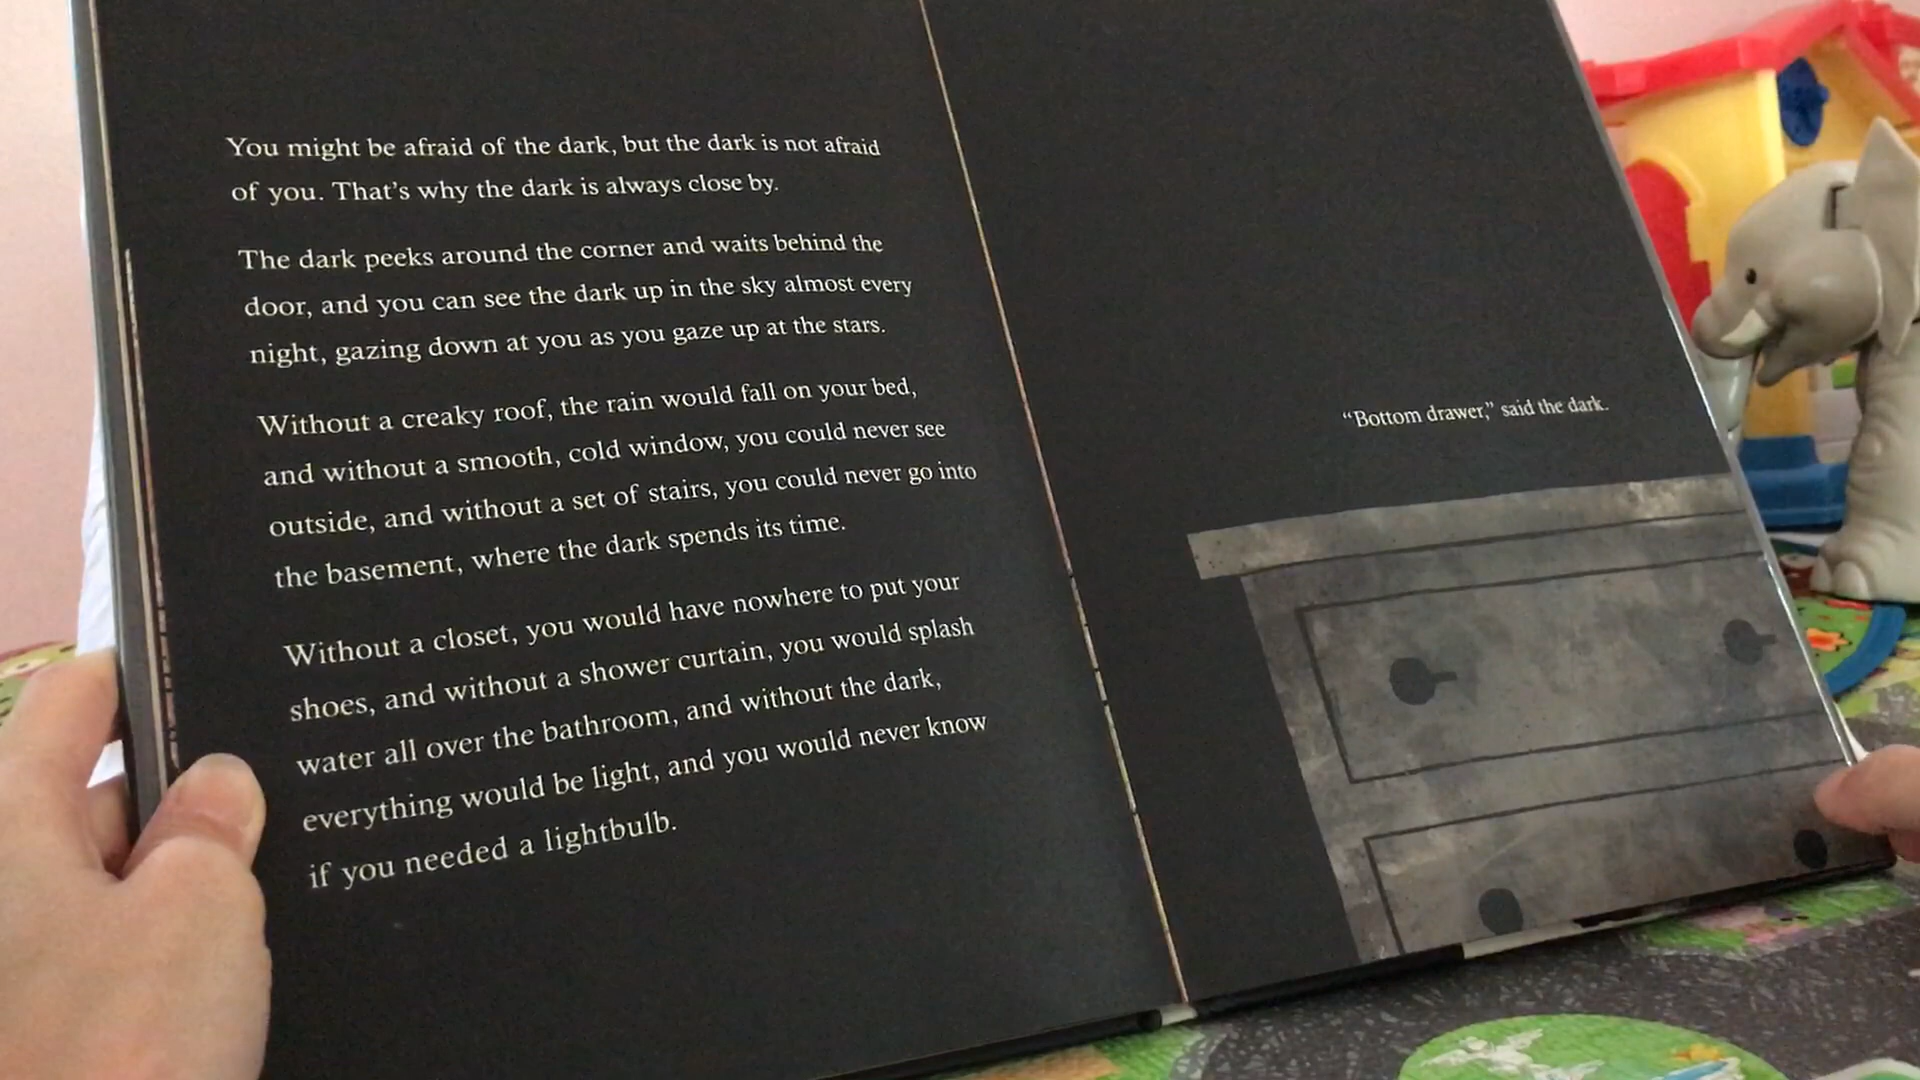 You might be afraid of the dark, but the dark is not afraid
of you. That's why the dark is always close by.
The dark peeks around the corner and waits behind the
door, and you can see the dark up in the sky almost every
night, gazing down at you as you gaze up at the stars.
Without a creaky roof, the rain would fall on your bed,
and without a smooth, cold window, you could never see
outside, and without a set of stairs, you could never go into
the basement, where the dark spends its time.
Without a closet, you would have nowhere to put your
shoes, and without a shower curtain, you would splash
water all over the bathroom, and without the dark,
everything would be light, and you would never know
if you needed a lightbulb.
“Bottom drawer,” said the dark.